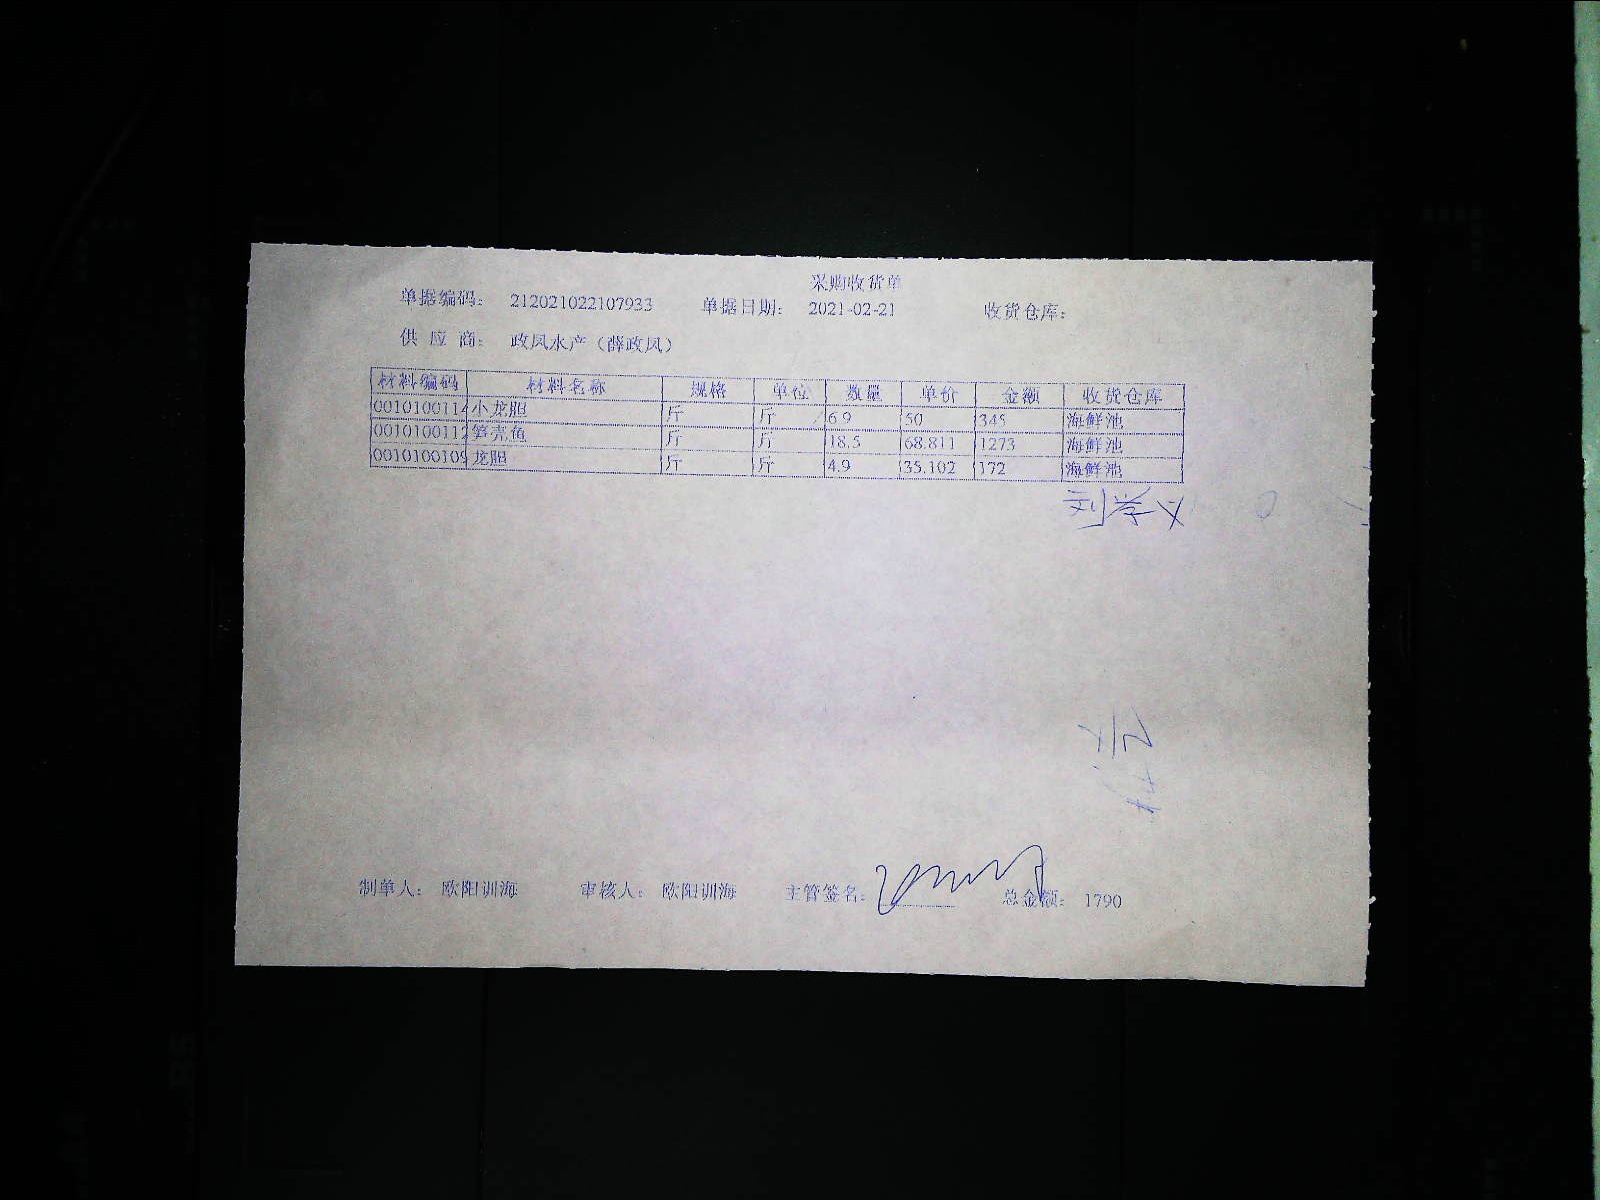 采购收货单
单据编码： 212021022107933 单据日期： 2021-02-21 收货仓库：
供 应 商： 政凤水产（薛政凤）
材料编码 材料名称 规格 单位 数量 单价 金额 收货仓库
0010100114 小龙胆 斤 斤 6.9 50 345 海鲜池
0010100112 笋壳鱼 斤 斤 18.5 68.811 1273 海鲜池
0010100109 龙胆 斤 斤 4.9 35.102 172 海鲜池
刘学义
制单人： 欧阳训海 审核人： 欧阳训海 主管签名： 总金额： 1790